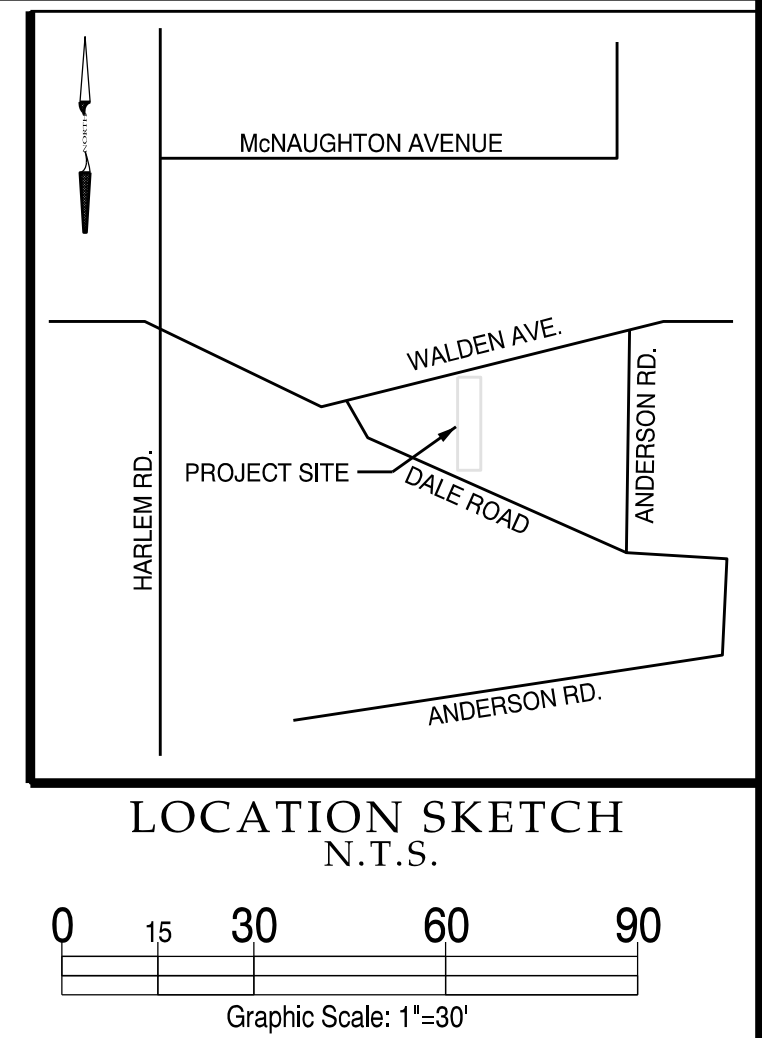 NORTH
McNAUGHTON AVENUE
WALDEN AVE.
ANDERSON RD.
HARLEM RD.
PROJECT SITE
DALE ROAD
ANDERSON RD.
LOCATION SKETCH
N.T.S.
0 15 30 60 90
Graphic Scale: 1"=30'